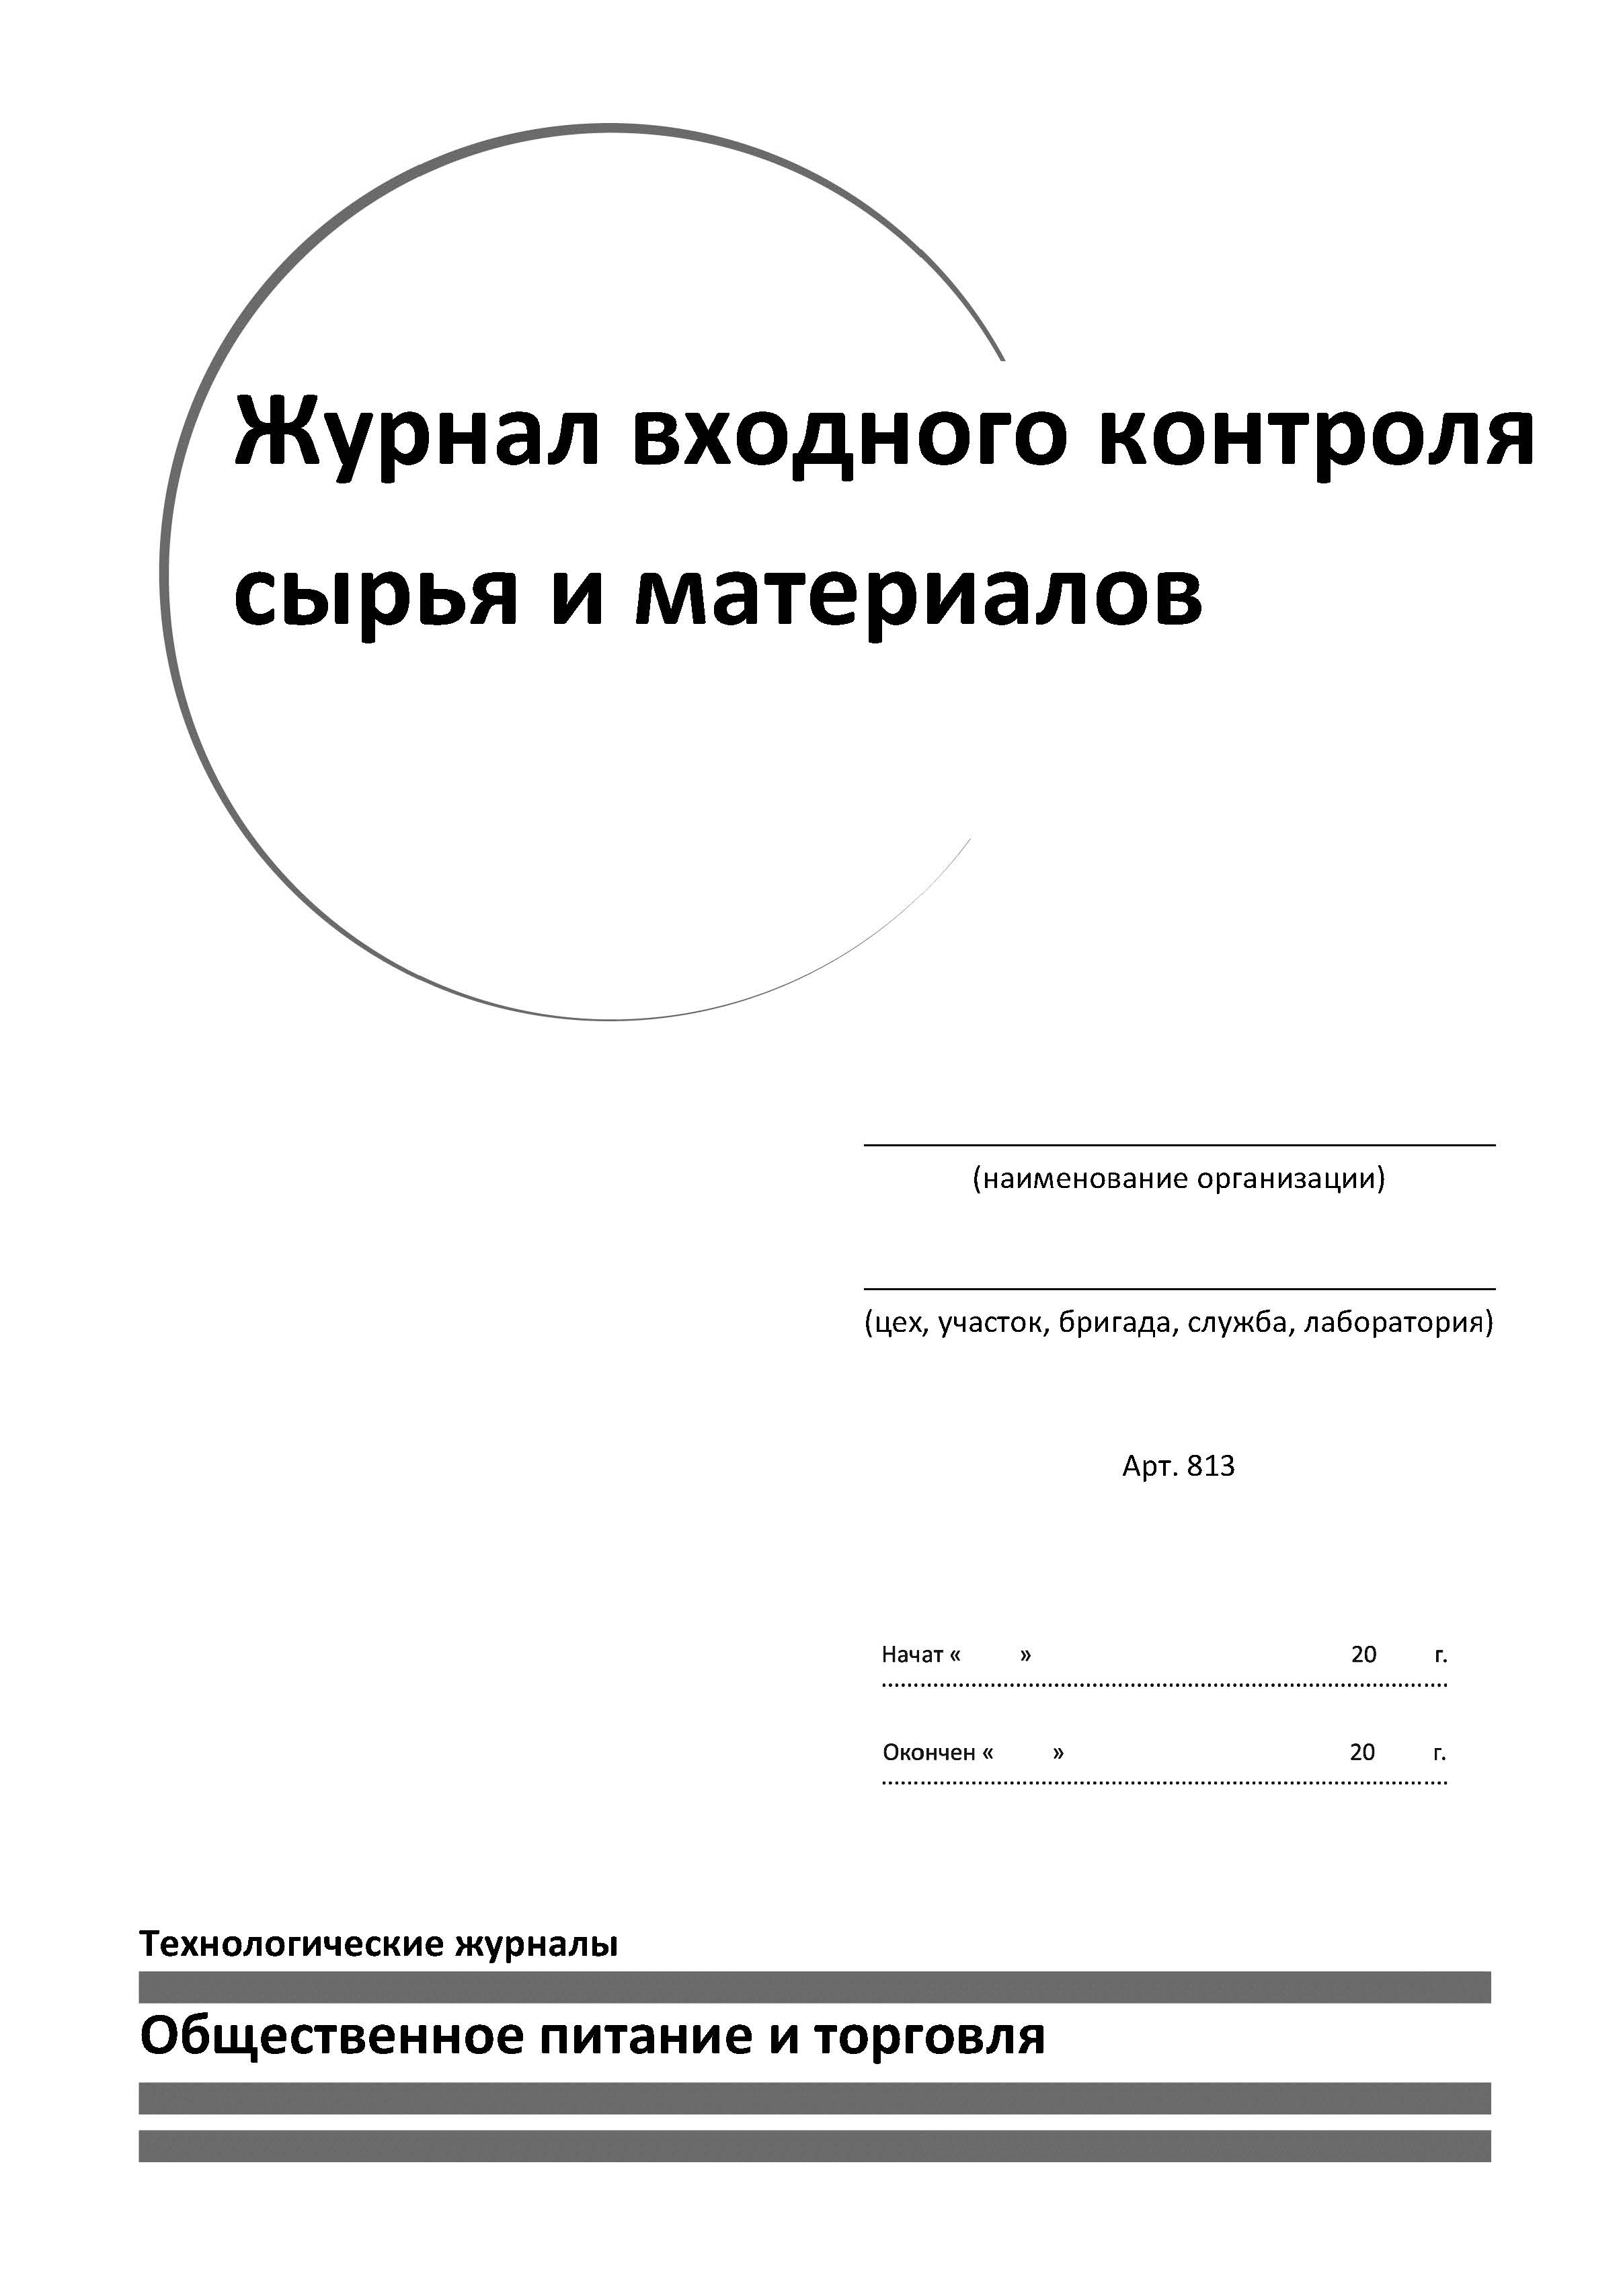 Журнал входного контроля
сырья и материалов
(наименование организации)
(цех, участок, бригада, служба, лаборатория)
Арт. 813
Начат « » 20 г.
Окончен « » 20 г.
Технологические журналы
Общественное питание и торговля